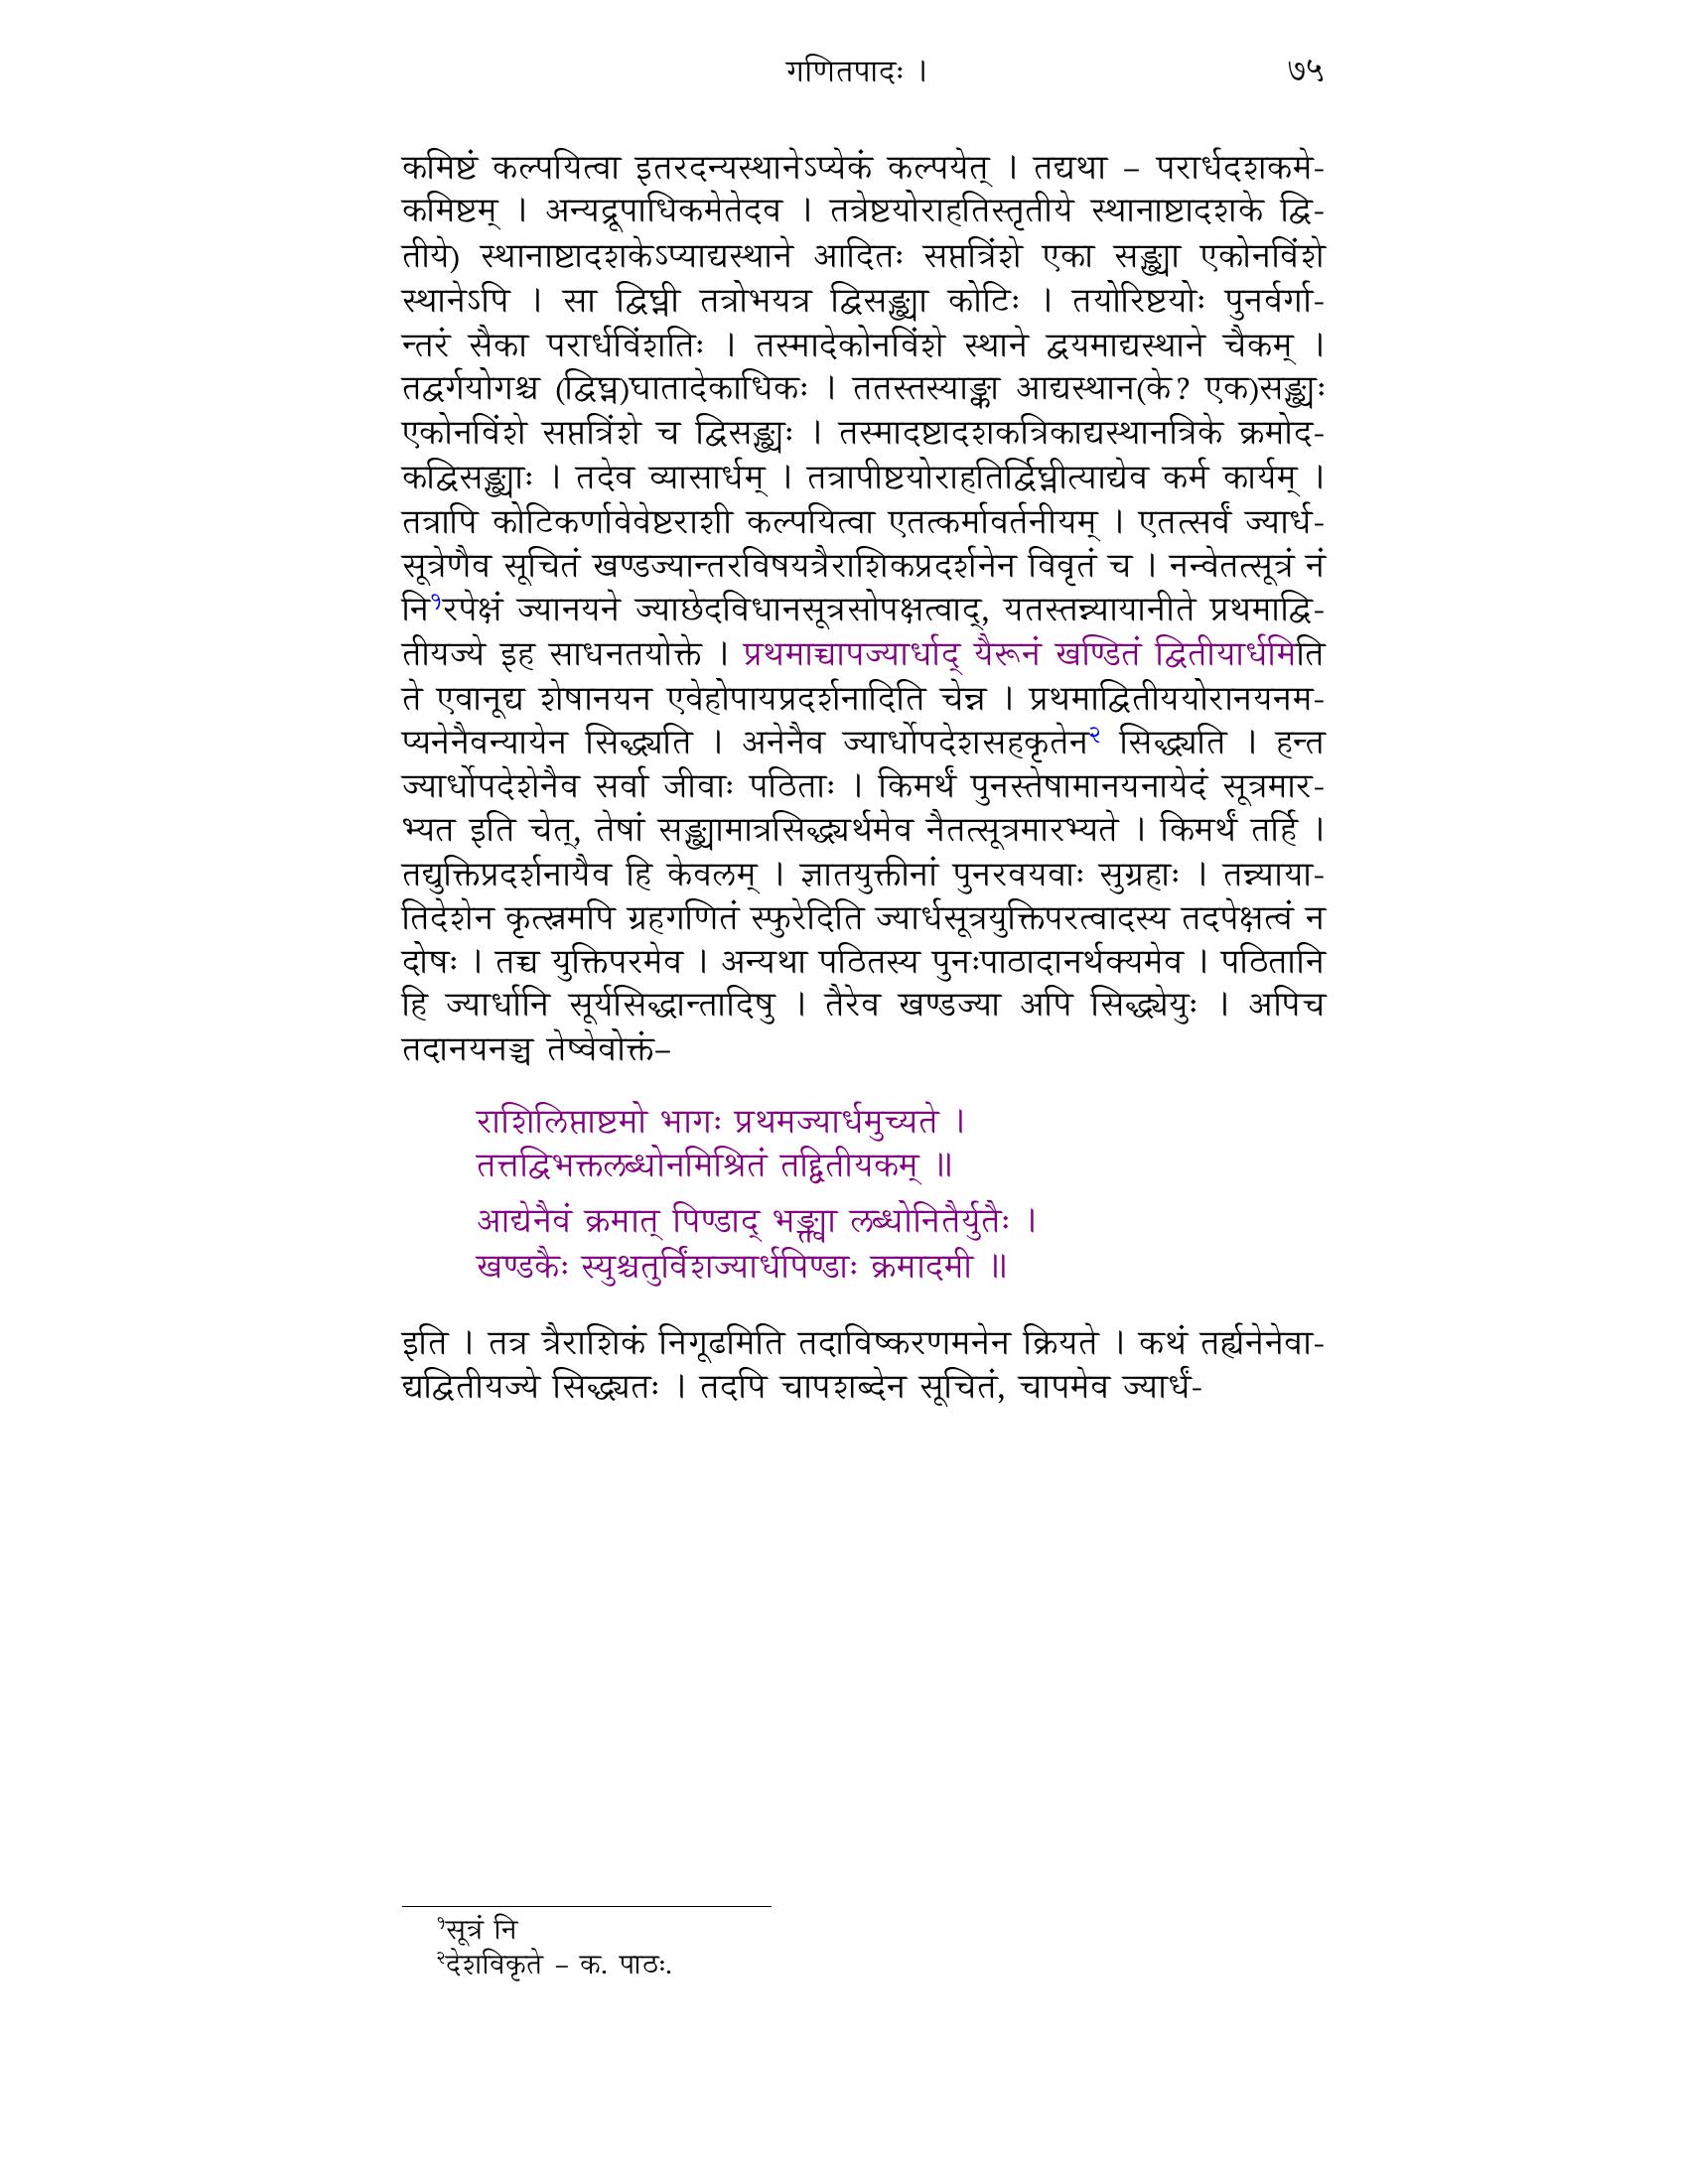 गणितपादः । ७५
कमिष्टं कल्पयित्वा इतरदन्यस्थानेऽप्येकं कल्पयेत् । तद्यथा – परार्धदशकमे-
कमिष्टम् । अन्यद्रूपाधिकमेतेदव । तत्रेष्टयोराहतिस्तृतीये स्थानाष्टादशके द्वि-
तीये) स्थानाष्टादशकेऽप्याद्यस्थाने आदितः सप्तत्रिंशे एका सङ्ख्या एकोनविंशे
स्थानेऽपि । सा द्विघ्नी तत्रोभयत्र द्विसङ्ख्या कोटिः । तयोरिष्टयोः पुनर्वर्गा-
न्तरं सैका परार्धविंशतिः । तस्मादेकोनविंशे स्थाने द्वयमाद्यस्थाने चैकम् ।
तद्वर्गयोगश्च (द्विघ्न)घातादेकाधिकः । ततस्तस्याङ्का आद्यस्थान(के? एक)सङ्ख्यः
एकोनविंशे सप्तत्रिंशे च द्विसङ्ख्यः । तस्मादष्टादशकत्रिकाद्यस्थानत्रिके क्रमोद-
कद्विसङ्ख्याः । तदेव व्यासार्धम् । तत्रापीष्टयोराहतिर्द्विघ्नीत्याद्येव कर्म कार्यम् ।
तत्रापि कोटिकर्णावेवेष्टराशी कल्पयित्वा एतत्कर्मावर्तनीयम् । एतत्सर्वं ज्यार्ध-
सूत्रेणैव सूचितं खण्डज्यान्तरविषयत्रैराशिकप्रदर्शनेन विवृतं च । नन्वेतत्सूत्रं नं
नि१रपेक्षं ज्यानयने ज्याछेदविधानसूत्रसोपक्षत्वाद्, यतस्तन्न्यायानीते प्रथमाद्वि-
तीयज्ये इह साधनतयोक्ते । प्रथमाच्चापज्यार्धाद् यैरूनं खण्डितं द्वितीयार्धमिति
ते एवानूद्य शेषानयन एवेहोपायप्रदर्शनादिति चेन्न । प्रथमाद्वितीययोरानयनम-
प्यनेनैवन्यायेन सिद्ध्यति । अनेनैव ज्यार्धोपदेशसहकृतेन२ सिद्ध्यति । हन्त
ज्यार्धोपदेशेनैव सर्वा जीवाः पठिताः । किमर्थं पुनस्तेषामानयनायेदं सूत्रमार-
भ्यत इति चेत्, तेषां सङ्ख्यामात्रसिद्ध्यर्थमेव नैतत्सूत्रमारभ्यते । किमर्थं तर्हि ।
तद्युक्तिप्रदर्शनायैव हि केवलम् । ज्ञातयुक्तीनां पुनरवयवाः सुग्रहाः । तन्न्याया-
तिदेशेन कृत्स्नमपि ग्रहगणितं स्फुरेदिति ज्यार्धसूत्रयुक्तिपरत्वादस्य तदपेक्षत्वं न
दोषः । तच्च युक्तिपरमेव । अन्यथा पठितस्य पुनःपाठादानर्थक्यमेव । पठितानि
हि ज्यार्धानि सूर्यसिद्धान्तादिषु । तैरेव खण्डज्या अपि सिद्ध्येयुः । अपिच
तदानयनञ्च तेष्वेवोक्तं–
राशिलिप्ताष्टमो भागः प्रथमज्यार्धमुच्यते ।
तत्तद्विभक्तलब्धोनमिश्रितं तद्द्वितीयकम् ॥
आद्येनैवं क्रमात् पिण्डाद् भङ्क्त्वा लब्धोनितैर्युतैः ।
खण्डकैः स्युश्चतुर्विंशज्यार्धपिण्डाः क्रमादमी ॥
इति । तत्र त्रैराशिकं निगूढमिति तदाविष्करणमनेन क्रियते । कथं तर्ह्यनेनेवा-
द्यद्वितीयज्ये सिद्ध्यतः । तदपि चापशब्देन सूचितं, चापमेव ज्यार्धं-
१सूत्रं नि
२देशविकृते – क. पाठः.